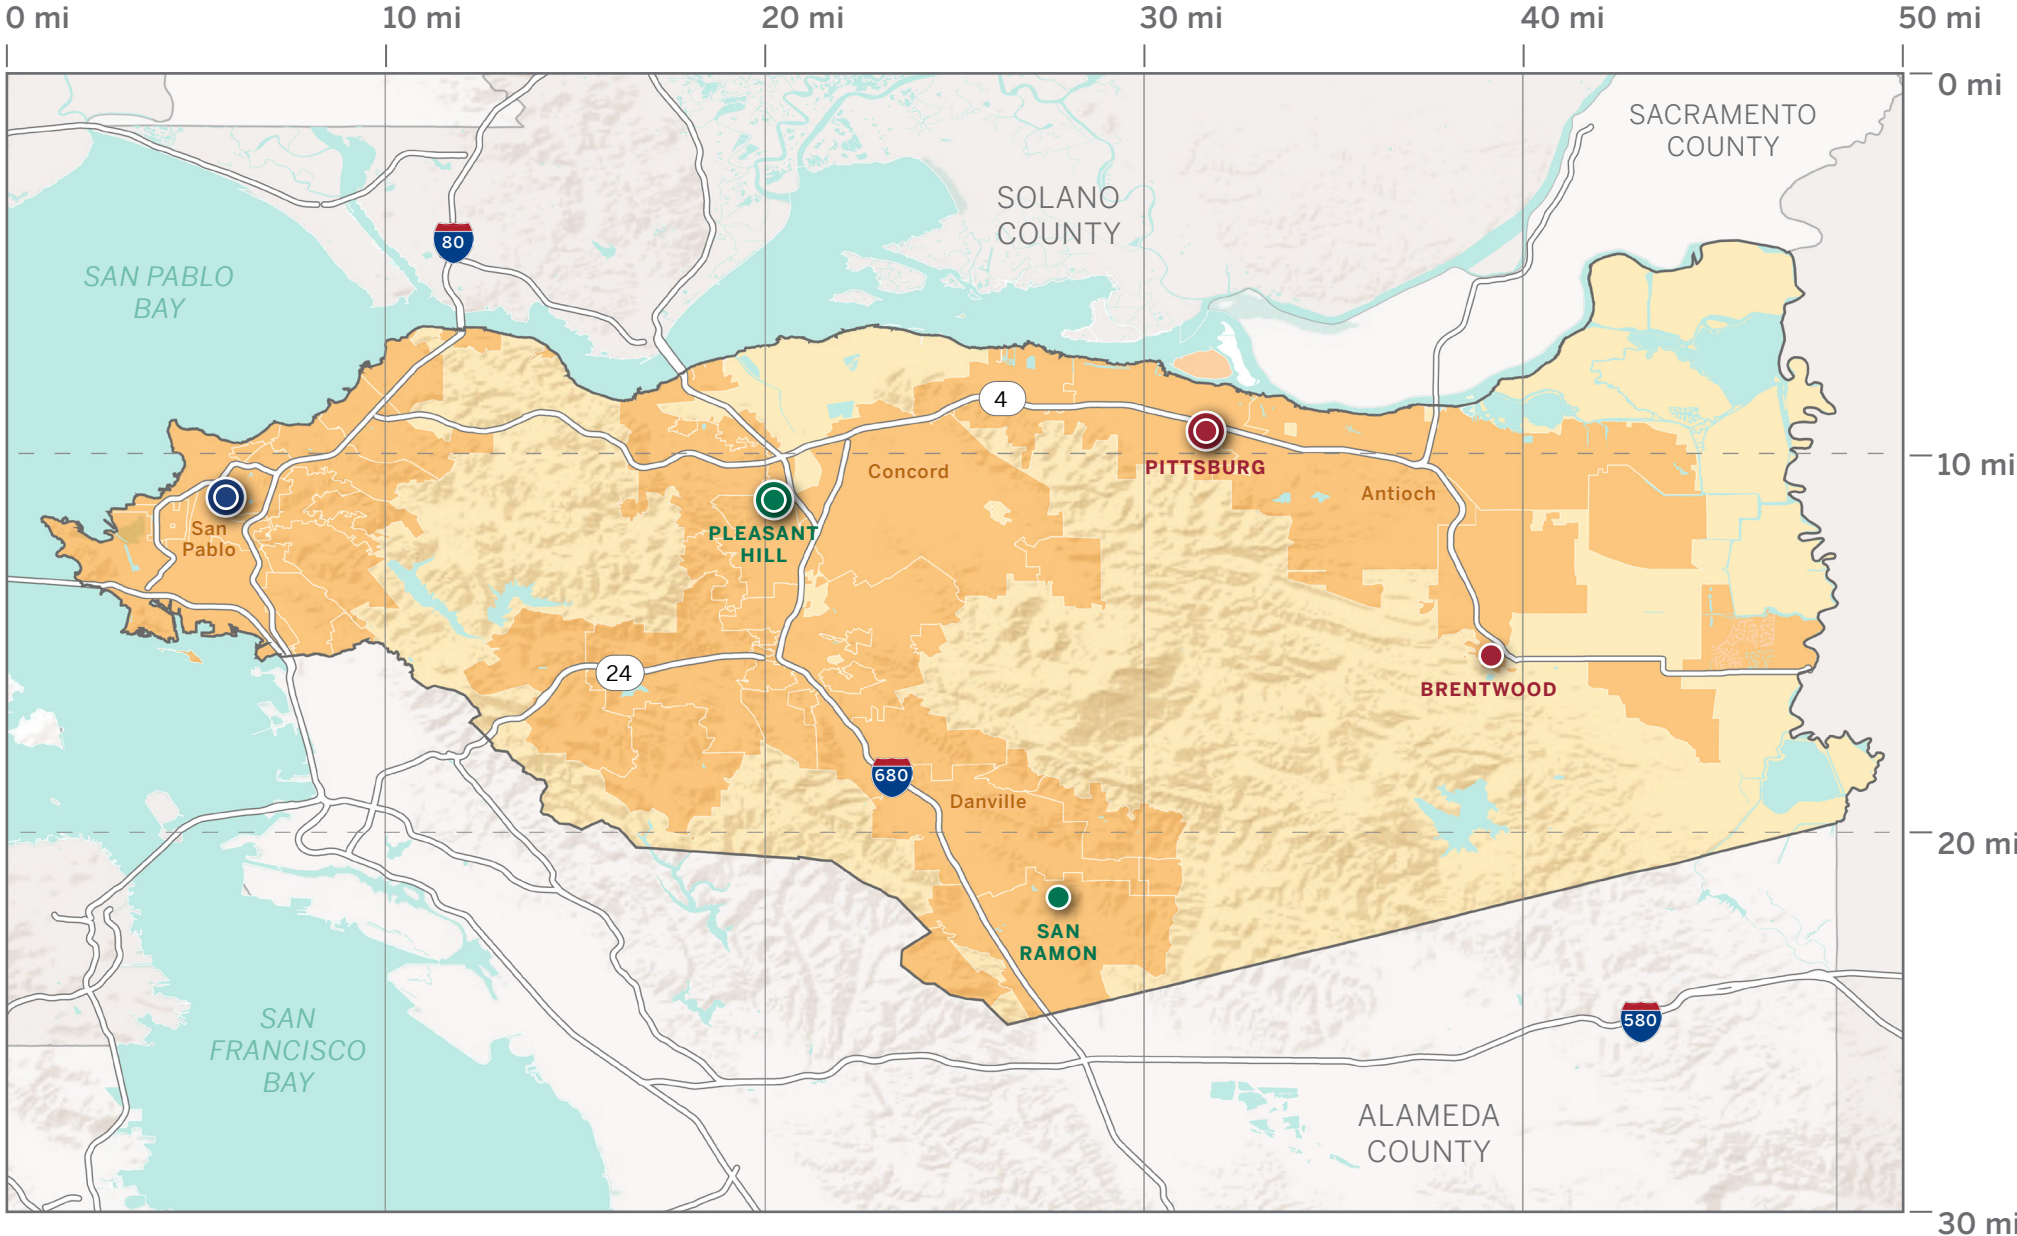 0 mi
10 mi
20 mi
30 mi
40 mi
50 mi
0 mi
SACRAMENTO
COUNTY
SOLANO
COUNTY
80
SAN PABLO
BAY
4
PITTSBURG
10 mi
Concord
Antioch
San
Pablo
PLEASANT
HILL
24
BRENTWOOD
680
Danville
20 mi
SAN
RAMON
SAN
FRANCISCO
BAY
580
ALAMEDA
COUNTY
30 mi